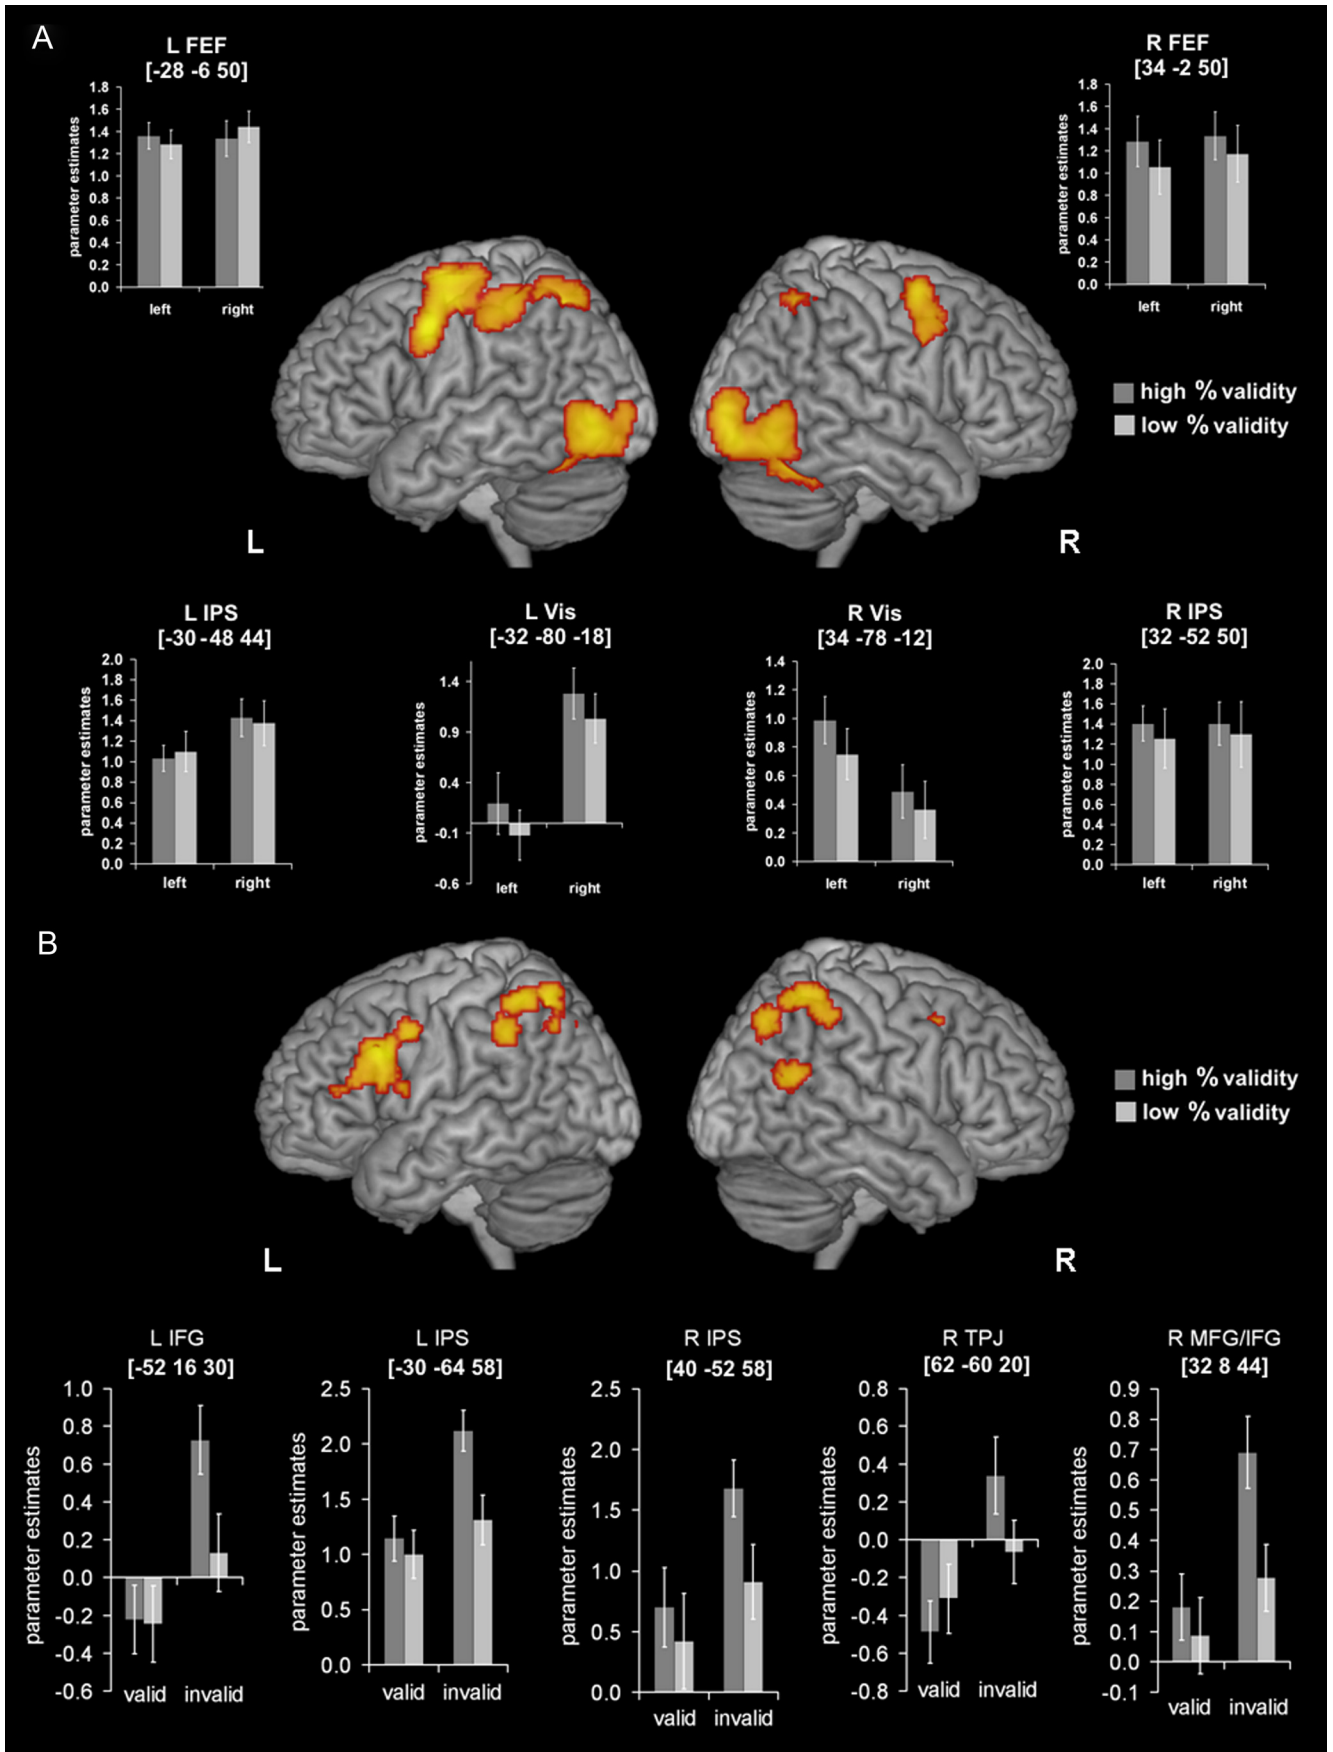 A
L FEF
[-28 -6 50]
parameter estimates
1.8
1.6
1.4
1.2
1.0
0.8
0.6
0.4
0.2
0.0
left right
R FEF
[34 -2 50]
parameter estimates
1.8
1.6
1.4
1.2
1.0
0.8
0.6
0.4
0.2
0.0
left right
high % validity
low % validity
L
R
L IPS
[-30 -48 44]
parameter estimates
2.0
1.8
1.6
1.4
1.2
1.0
0.8
0.6
0.4
0.2
0.0
left right
L Vis
[-32 -80 -18]
parameter estimates
1.4
0.9
0.4
-0.1
-0.6
left right
R Vis
[34 -78 -12]
parameter estimates
1.4
1.2
1.0
0.8
0.6
0.4
0.2
0.0
left right
R IPS
[32 -52 50]
parameter estimates
2.0
1.8
1.6
1.4
1.2
1.0
0.8
0.6
0.4
0.2
0.0
left right
B
high % validity
low % validity
L
R
L IFG
[-52 16 30]
parameter estimates
1.0
0.8
0.6
0.4
0.2
0.0
-0.2
-0.4
-0.6
valid invalid
L IPS
[-30 -64 58]
parameter estimates
2.5
2.0
1.5
1.0
0.5
0.0
valid invalid
R IPS
[40 -52 58]
parameter estimates
2.5
2.0
1.5
1.0
0.5
0.0
valid invalid
R TPJ
[62 -60 20]
parameter estimates
0.8
0.6
0.4
0.2
0.0
-0.2
-0.4
-0.6
-0.8
valid invalid
R MFG/IFG
[32 8 44]
parameter estimates
0.9
0.8
0.7
0.6
0.5
0.4
0.3
0.2
0.1
0.0
-0.1
valid invalid